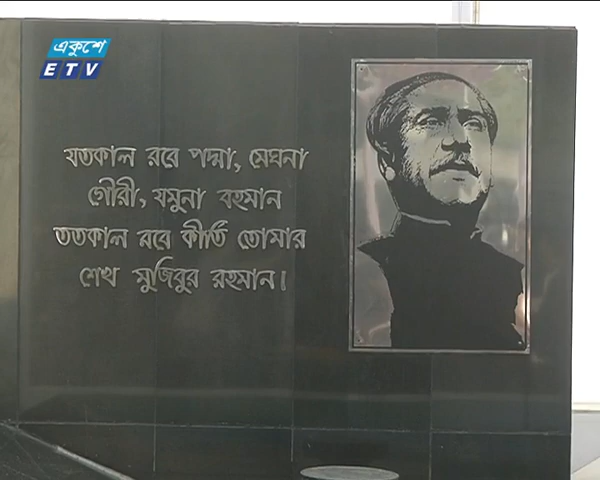 একুশে
ETV
যতকাল রবে পদ্মা, মেঘনা
গৌরী, যমুনা বহমান
ততকাল রবে কীর্তি তোমার
শেখ মুজিবুর রহমান।